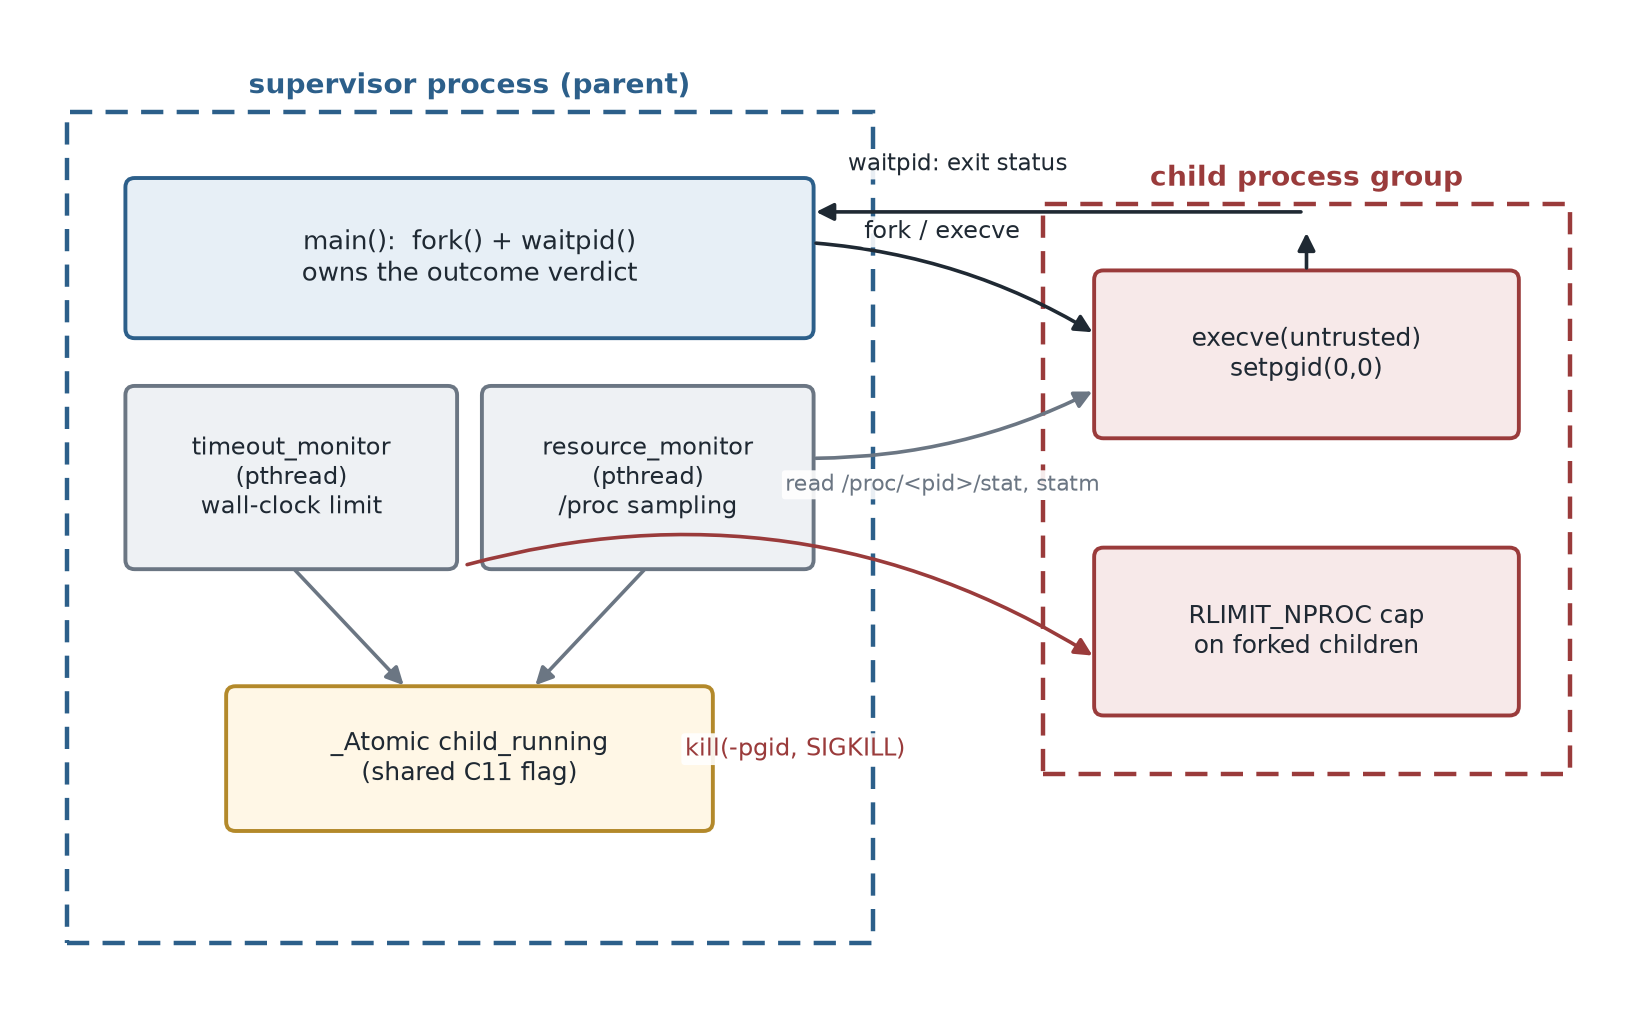 supervisor process (parent)
waitpid: exit status
child process group
fork / execve
main():  fork() + waitpid()
owns the outcome verdict
execve(untrusted)
setpgid(0,0)
timeout_monitor
(pthread)
wall-clock limit
resource_monitor
(pthread)
/proc sampling
read /proc/<pid>/stat, statm
RLIMIT_NPROC cap
on forked children
_Atomic child_running
(shared C11 flag)
kill(-pgid, SIGKILL)